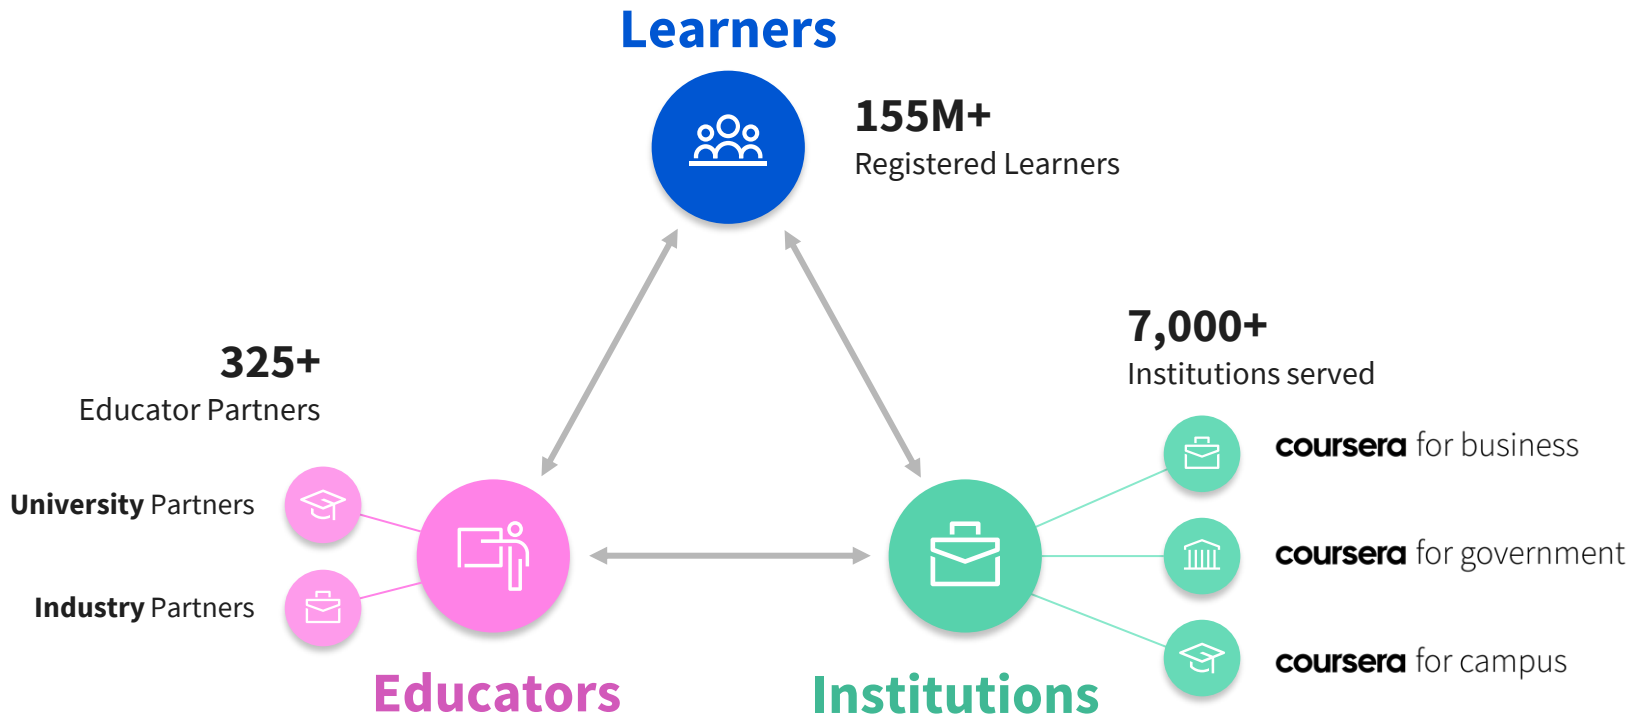 Learners
155M+
Registered Learners
325+
Educator Partners
University Partners
Industry Partners
Educators
7,000+
Institutions served
coursera for business
coursera for government
coursera for campus
Institutions